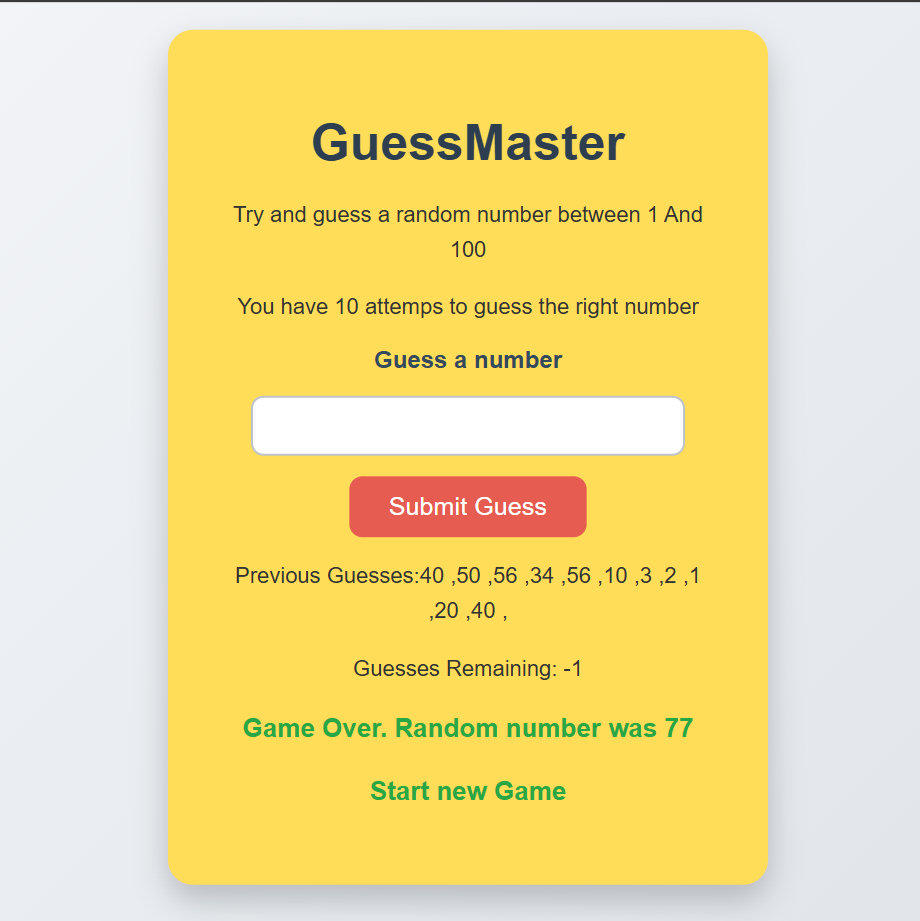 GuessMaster
Try and guess a random number between 1 And
100
You have 10 attemps to guess the right number
Guess a number
Submit Guess
Previous Guesses:40 ,50 ,56 ,34 ,56 ,10 ,3 ,2 ,1
,20 ,40 ,
Guesses Remaining: -1
Game Over. Random number was 77
Start new Game